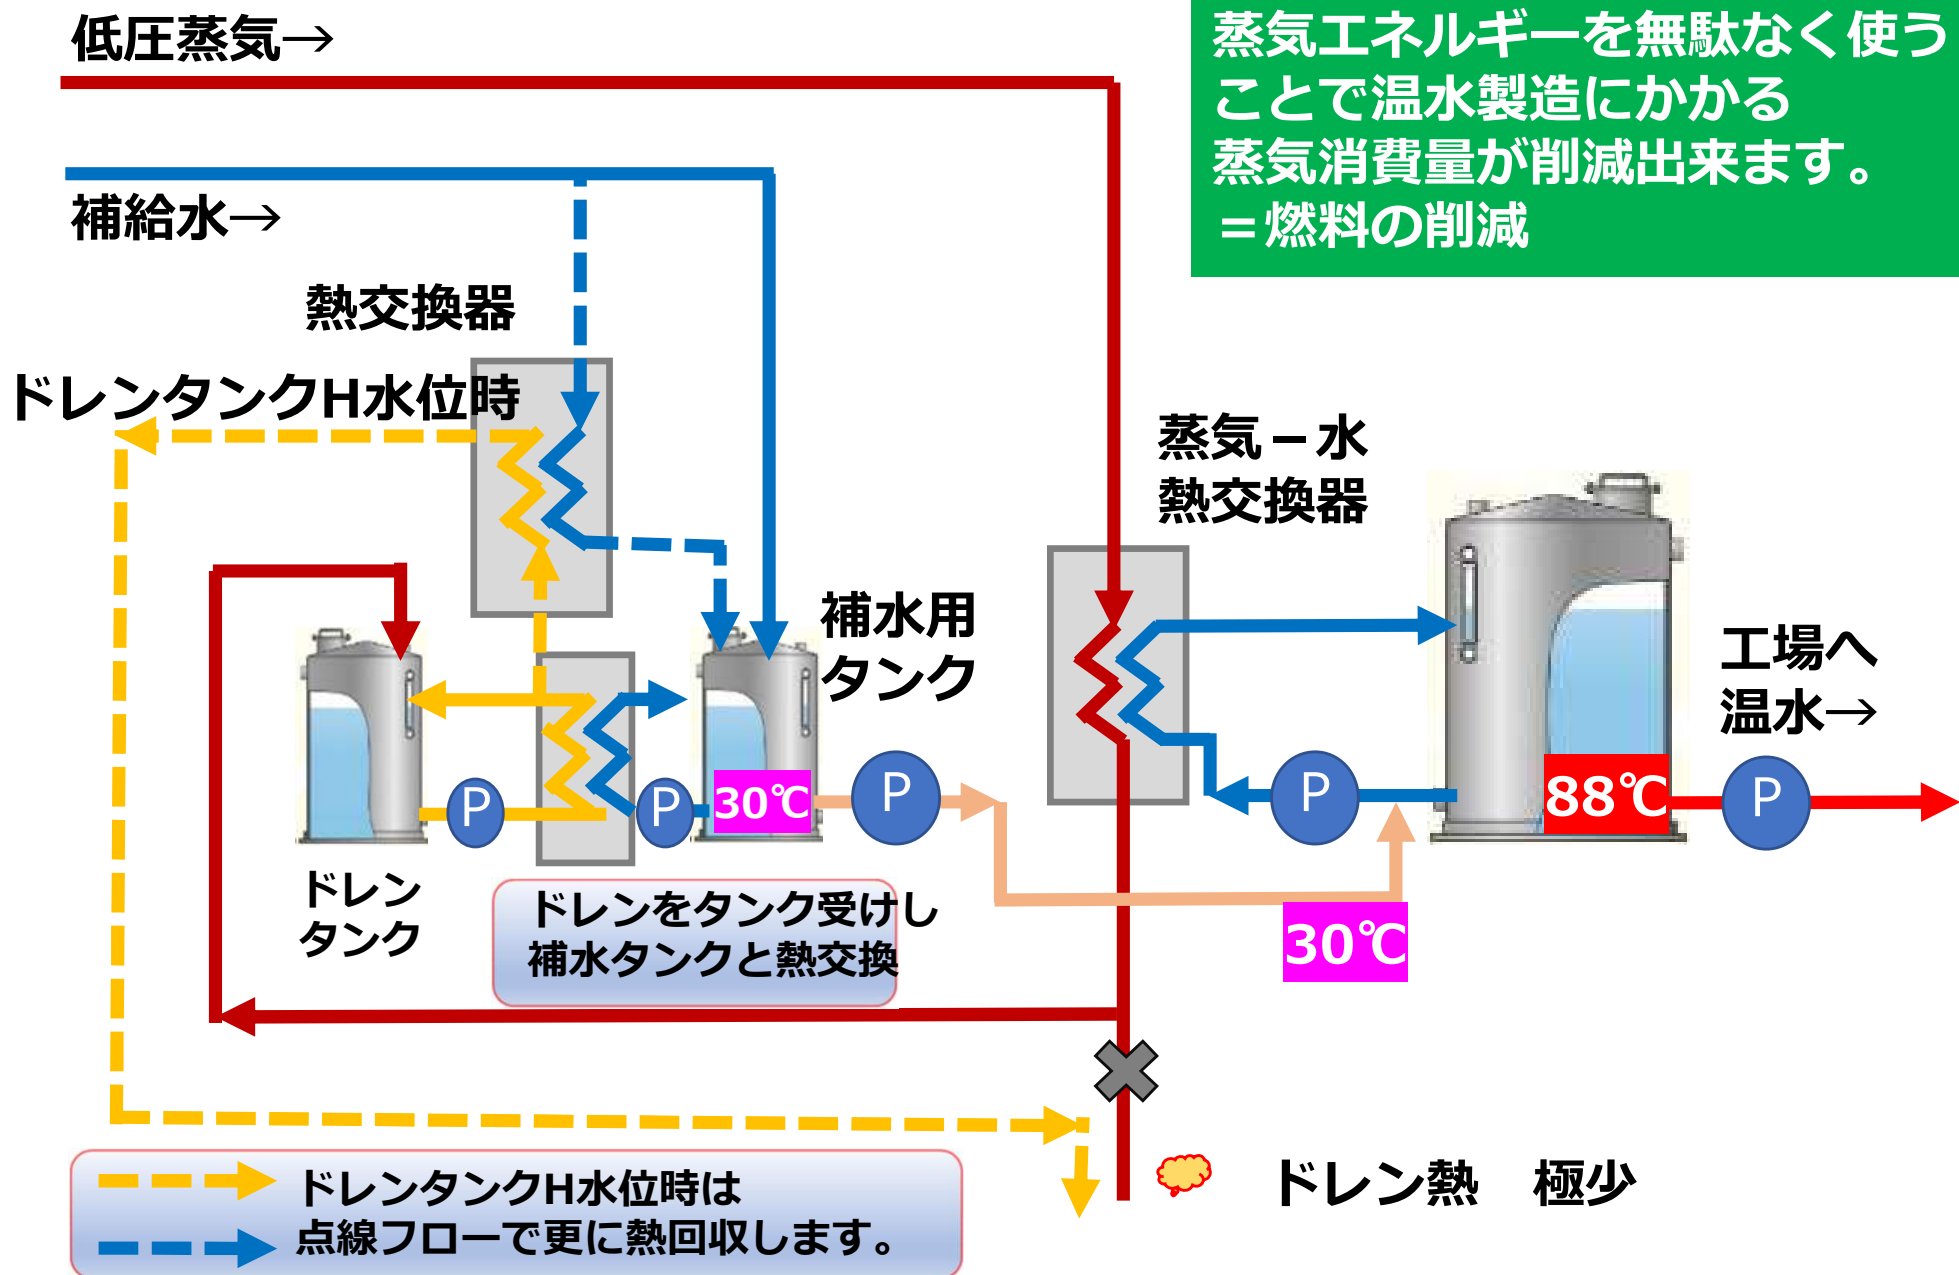 低圧蒸気→
蒸気エネルギーを無駄なく使う
ことで温水製造にかかる
蒸気消費量が削減出来ます。
＝燃料の削減
補給水→
熱交換器
ドレンタンクH水位時
蒸気－水
熱交換器
補水用
タンク
工場へ
温水→
P
P
30℃
P
P
88℃
P
ドレン
タンク
ドレンをタンク受けし
補水タンクと熱交換
30℃
ドレン熱　極少
ドレンタンクH水位時は
点線フローで更に熱回収します。